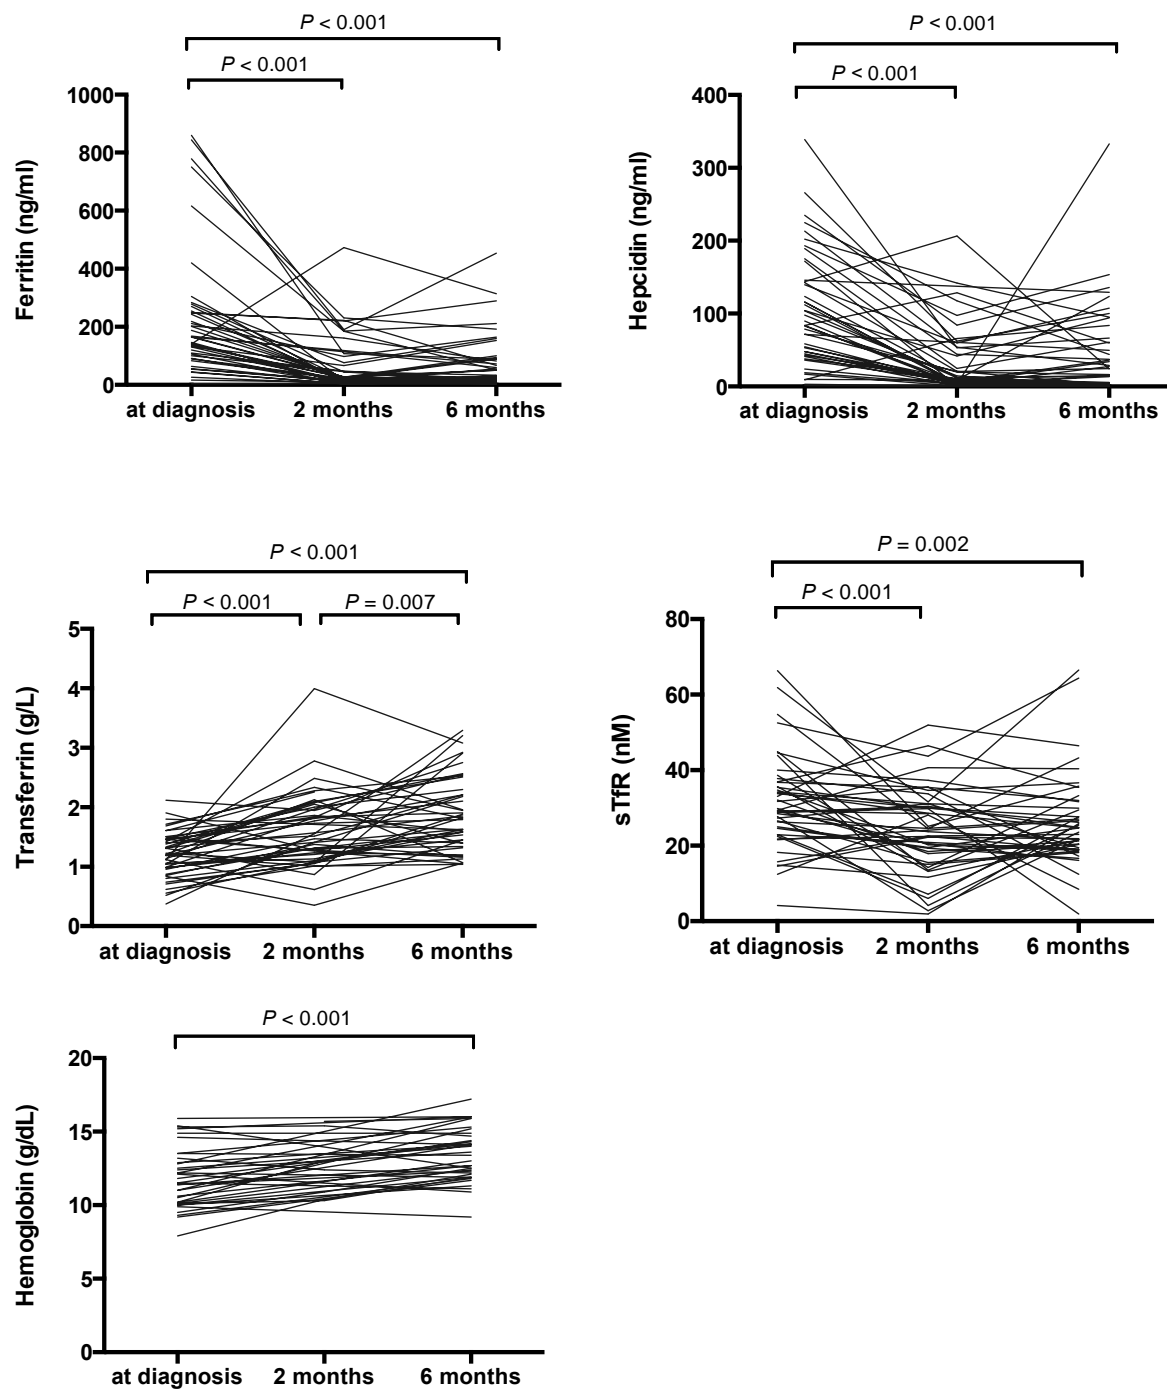 P < 0.001
P < 0.001
1000
800
600
400
200
0
Ferritin (ng/ml)
at diagnosis 2 months 6 months
P < 0.001
P < 0.001
400
300
200
100
0
Hepcidin (ng/ml)
at diagnosis 2 months 6 months
P < 0.001
P < 0.001 P = 0.007
5
4
3
2
1
0
Transferrin (g/L)
at diagnosis 2 months 6 months
P = 0.002
P < 0.001
80
60
40
20
0
sTfR (nM)
at diagnosis 2 months 6 months
P < 0.001
20
15
10
5
0
Hemoglobin (g/dL)
at diagnosis 2 months 6 months